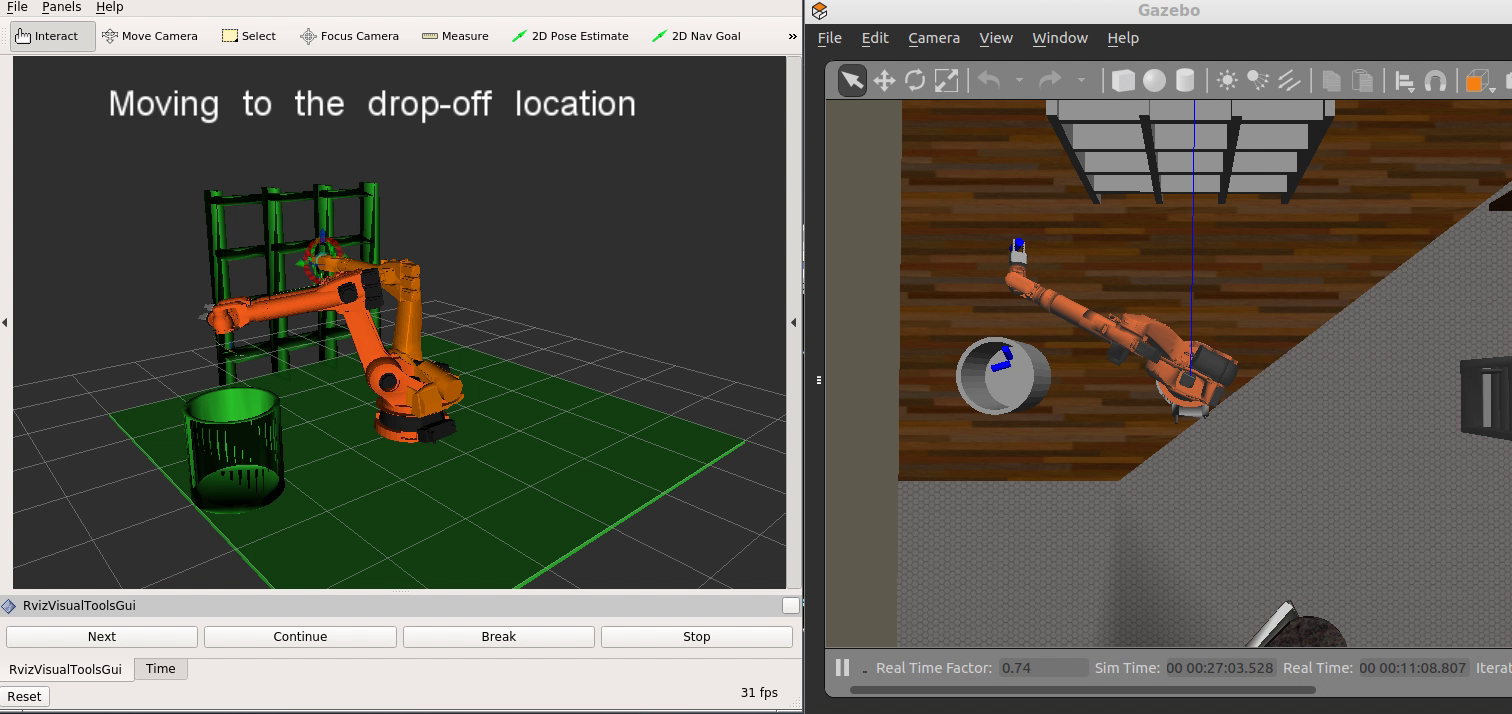 File Panels Help
Interact Move Camera Select Focus Camera Measure 2D Pose Estimate 2D Nav Goal »
Moving to the drop-off location
RvizVisualToolsGui
Next Continue Break Stop
RvizVisualToolsGui Time
Reset 31 fps
Gazebo
File Edit Camera View Window Help
Real Time Factor: 0.74 Sim Time: 00 00:27:03.528 Real Time: 00 00:11:08.807 Iterat